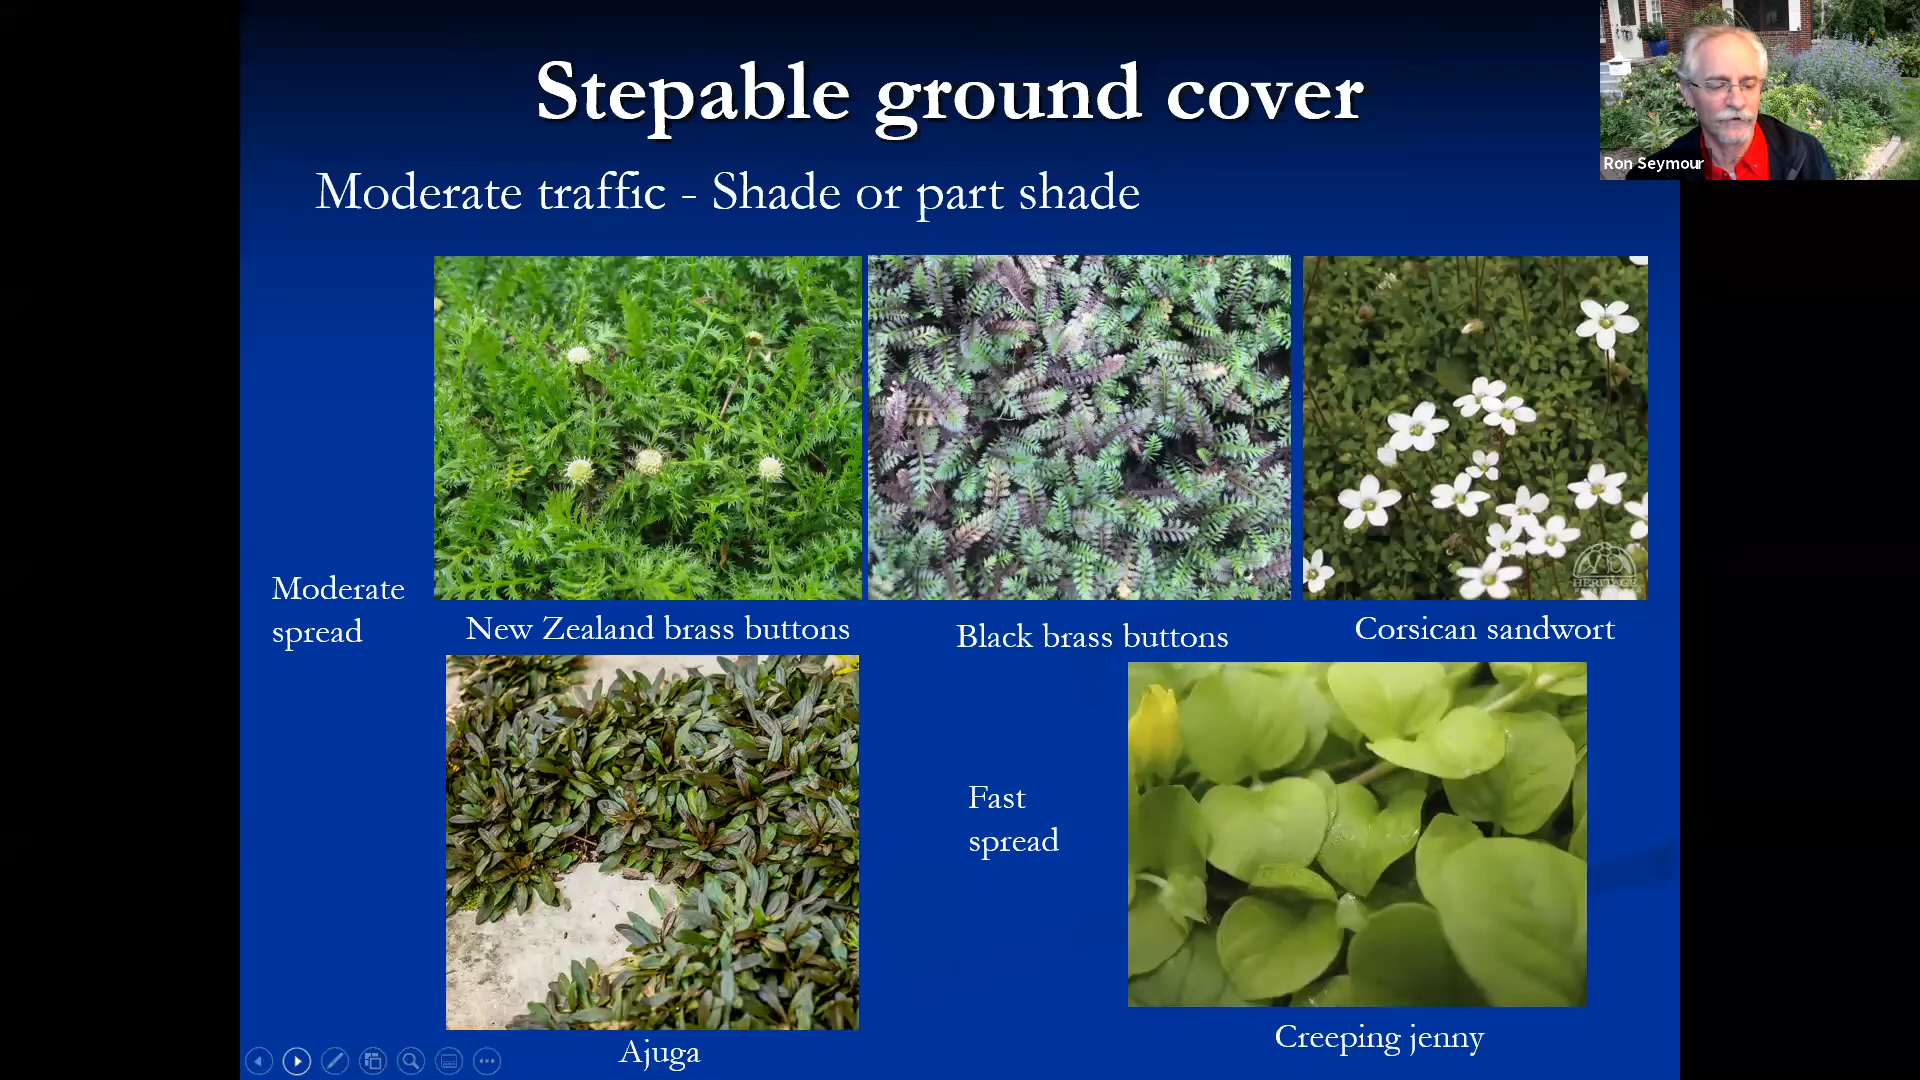 Stepable ground cover
Ron Seymour
Moderate traffic - Shade or part shade
HERITAGE
Moderate
spread
New Zealand brass buttons
Black brass buttons
Corsican sandwort
Fast
spread
Ajuga
Creeping jenny